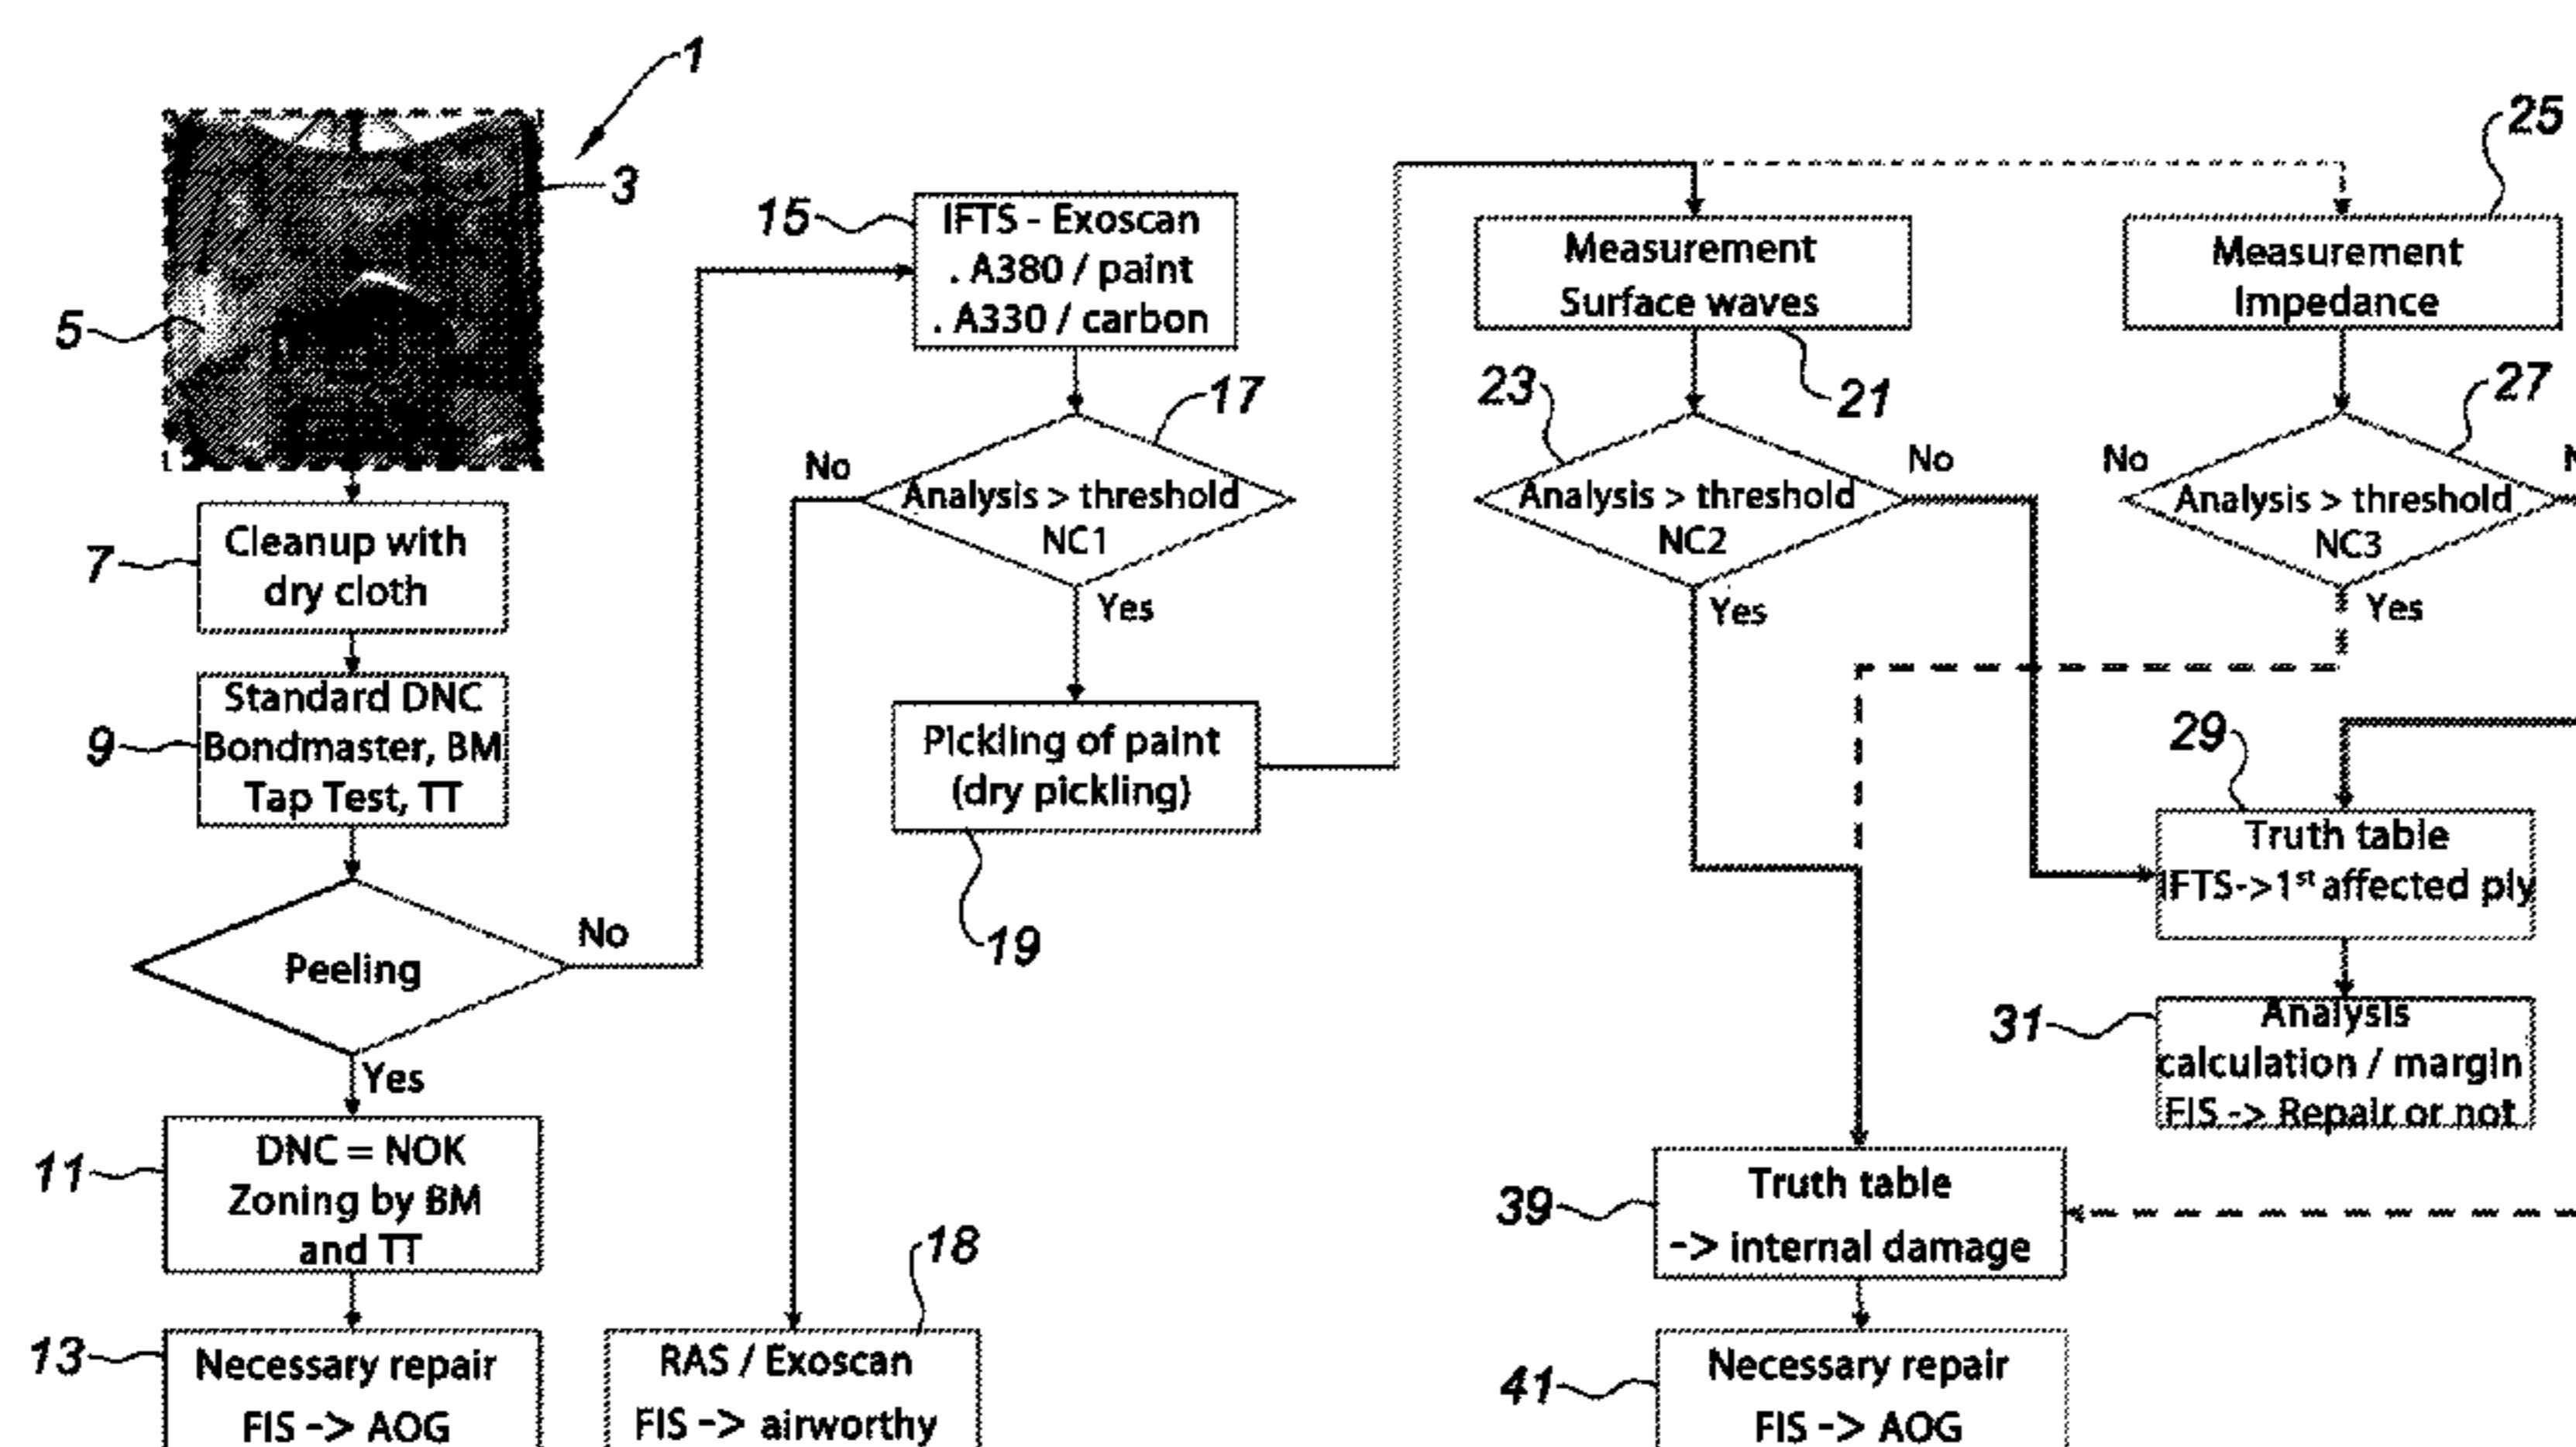 1
3
5
7
Cleanup with
dry cloth
9
Standard DNC
Bondmaster, BM
Tap Test, TT
Peeling
No
Yes
11
DNC = NOK
Zoning by BM
and TT
13
Necessary repair
FIS -> AOG
15
IFTS - Exoscan
. A380 / paint
. A330 / carbon
17
No
Analysis > threshold
NC1
Yes
Pickling of paint
(dry pickling)
19
18
RAS / Exoscan
FIS -> airworthy
Measurement
Surface waves
21
23
No
Analysis > threshold
NC2
Yes
25
Measurement
Impedance
27
No
Analysis > threshold
NC3
Yes
29
Truth table
IFTS->1st affected ply
31
Analysis
calculation / margin
FIS -> Repair or not
39
Truth table
-> internal damage
41
Necessary repair
FIS -> AOG